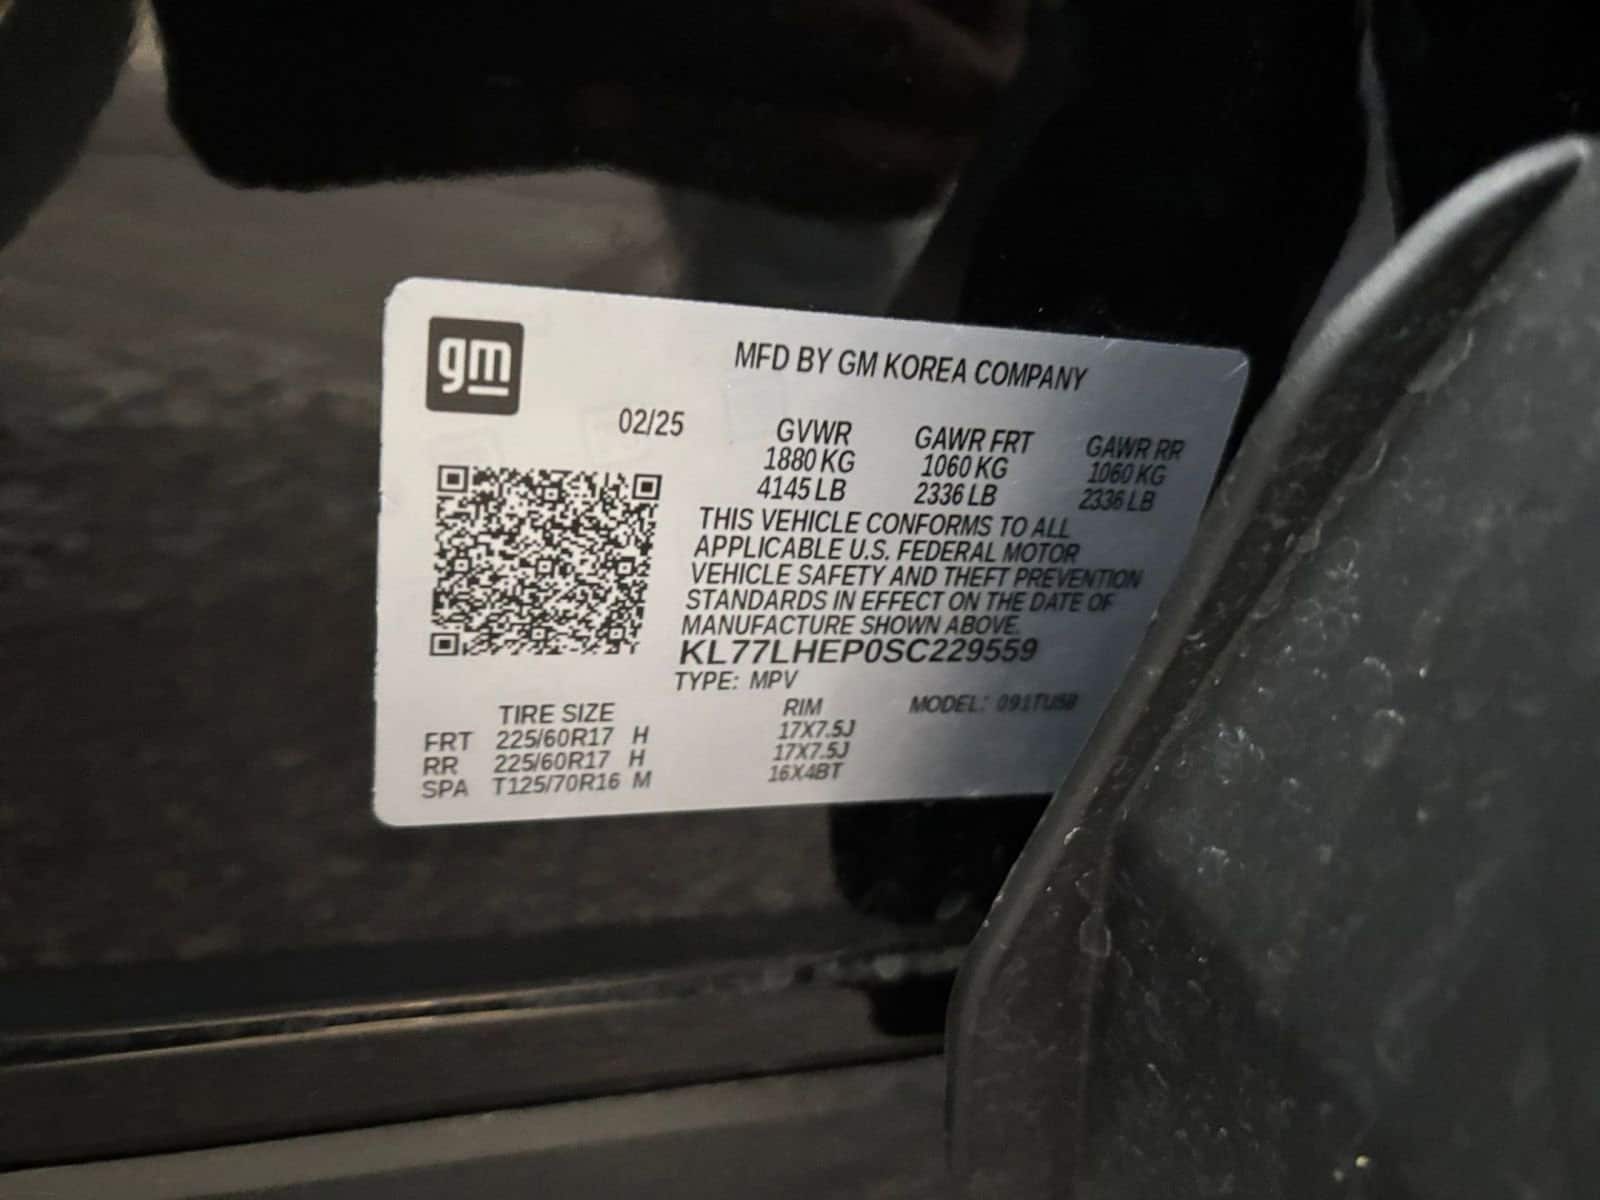 gm
MFD BY GM KOREA COMPANY
02/25 GVWR GAWR FRT GAWR RR
1880 KG 1060 KG 1060 KG
4145 LB 2336 LB 2336 LB
THIS VEHICLE CONFORMS TO ALL
APPLICABLE U.S. FEDERAL MOTOR
VEHICLE SAFETY AND THEFT PREVENTION
STANDARDS IN EFFECT ON THE DATE OF
MANUFACTURE SHOWN ABOVE.
KL77LHEP0SC229559
TYPE: MPV
TIRE SIZE RIM MODEL:
FRT 225/60R17 H 17X7.5J
RR 225/60R17 H 17X7.5J
SPA T125/70R16 M 16X4BT